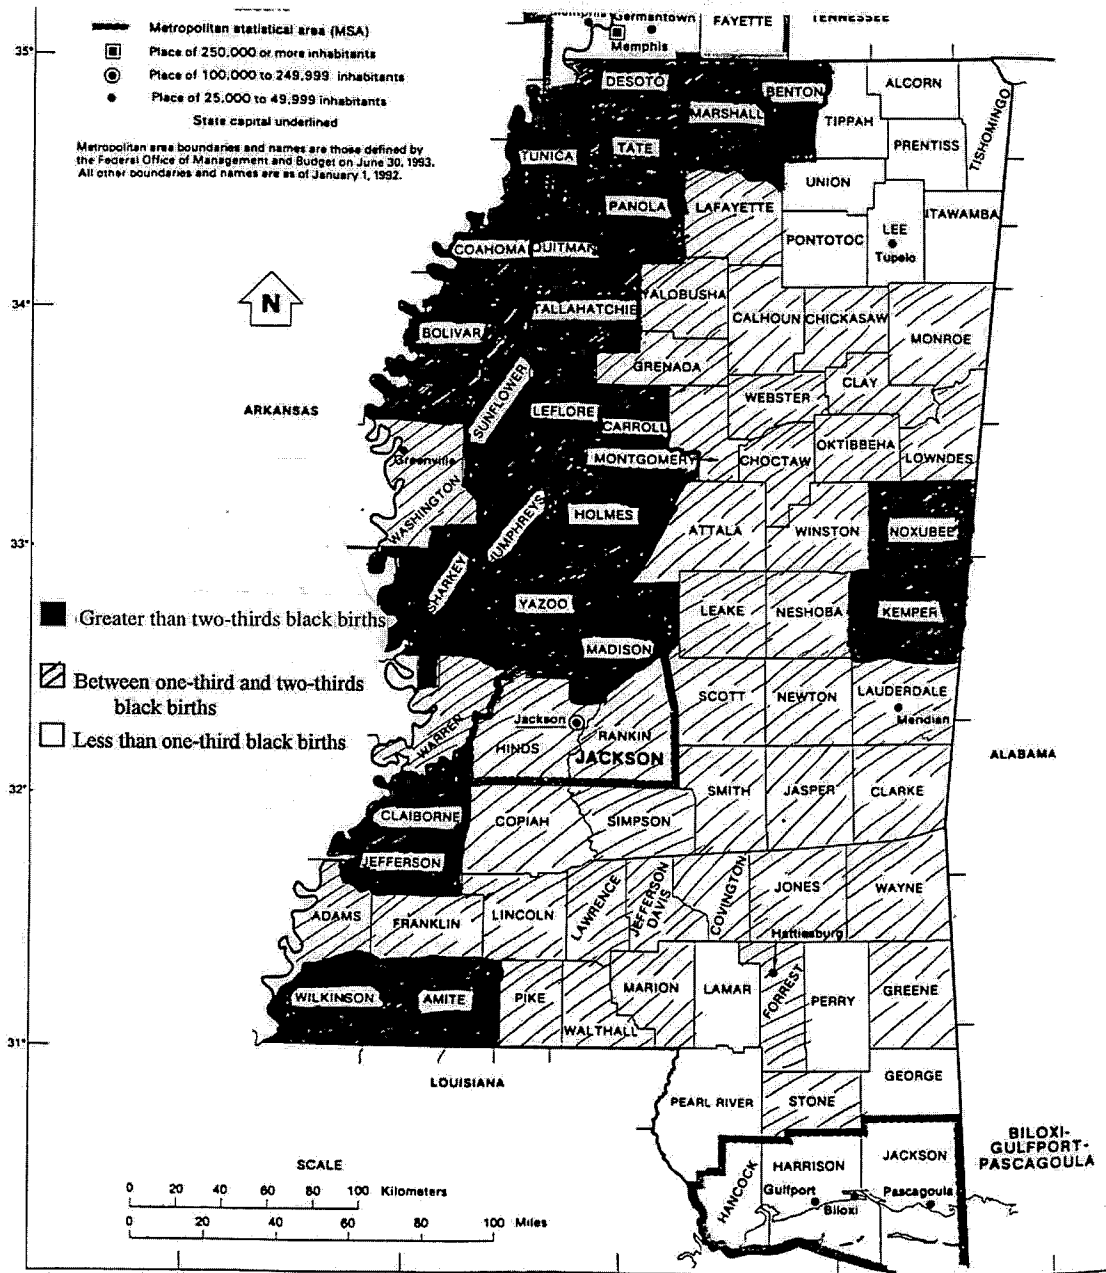 Metropolitan statistical area (MSA)
Place of 250,000 or more inhabitants
Place of 100,000 to 249,999 inhabitants
Place of 25,000 to 49,999 inhabitants
State capital underlined
Metropolitan area boundaries and names are those defined by
the Federal Office of Management and Budget on June 30, 1993.
All other boundaries and names are as of January 1, 1992.
Germantown
FAYETTE
TENNESSEE
35°
Memphis
DESOTO
BENTON
ALCORN
MARSHALL
TIPPAH
TISHOMINGO
PRENTISS
TUNICA
TATE
UNION
PANOLA
LAFAYETTE
ITAWAMBA
LEE
PONTOTOC
Tupelo
COAHOMA
QUITMAN
N
34°
YALOBUSHA
TALLAHATCHIE
CALHOUN
CHICKASAW
BOLIVAR
MONROE
GRENADA
CLAY
SUNFLOWER
WEBSTER
ARKANSAS
LEFLORE
CARROLL
OKTIBBEHA
Greenville
MONTGOMERY
CHOCTAW
LOWNDES
WASHINGTON
HOLMES
HUMPHREYS
ATTALA
WINSTON
NOXUBEE
33°
SHARKEY
YAZOO
LEAKE
NESHOBA
KEMPER
Greater than two-thirds black births
MADISON
Between one-third and two-thirds
black births
SCOTT
NEWTON
LAUDERDALE
Meridian
Less than one-third black births
WARREN
Jackson
HINDS
RANKIN
JACKSON
ALABAMA
32°
SMITH
JASPER
CLARKE
CLAIBORNE
COPIAH
SIMPSON
JEFFERSON
LAWRENCE
JEFFERSON
DAVIS
COVINGTON
JONES
WAYNE
ADAMS
FRANKLIN
LINCOLN
Hattiesburg
WILKINSON
AMITE
PIKE
MARION
LAMAR
FORREST
PERRY
GREENE
WALTHALL
31°
LOUISIANA
GEORGE
PEARL RIVER
STONE
BILOXI-
GULFPORT-
PASCAGOULA
HANCOCK
HARRISON
JACKSON
Gulfport
Biloxi
Pascagoula
SCALE
0 20 40 60 80 100 Kilometers
0 20 40 60 80 100 Miles